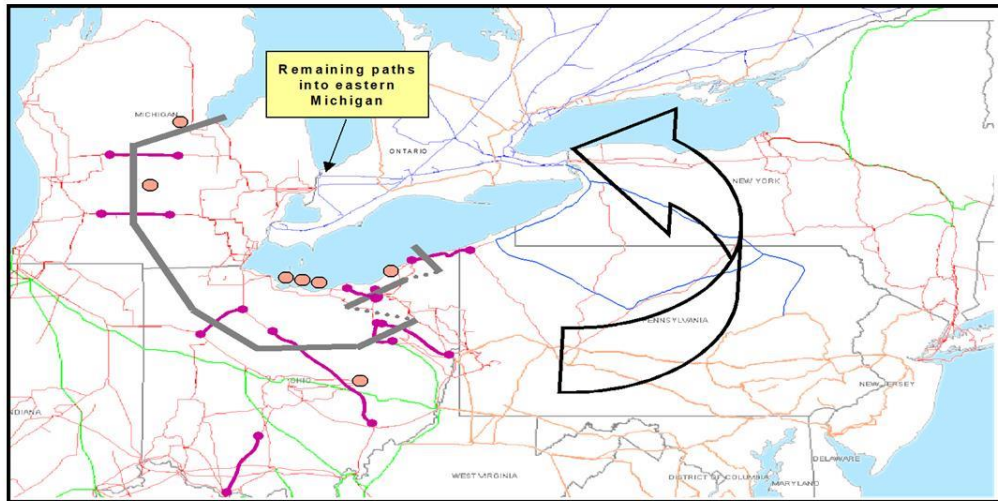 Remaining paths
into eastern
Michigan
MICHIGAN
ONTARIO
NEW YORK
PENNSYLVANIA
OHIO
NEW JERSEY
NDIANA
WEST VIRGINIA
DELAWARE
DISTRICT OF COLUMBIA
MARYLAND